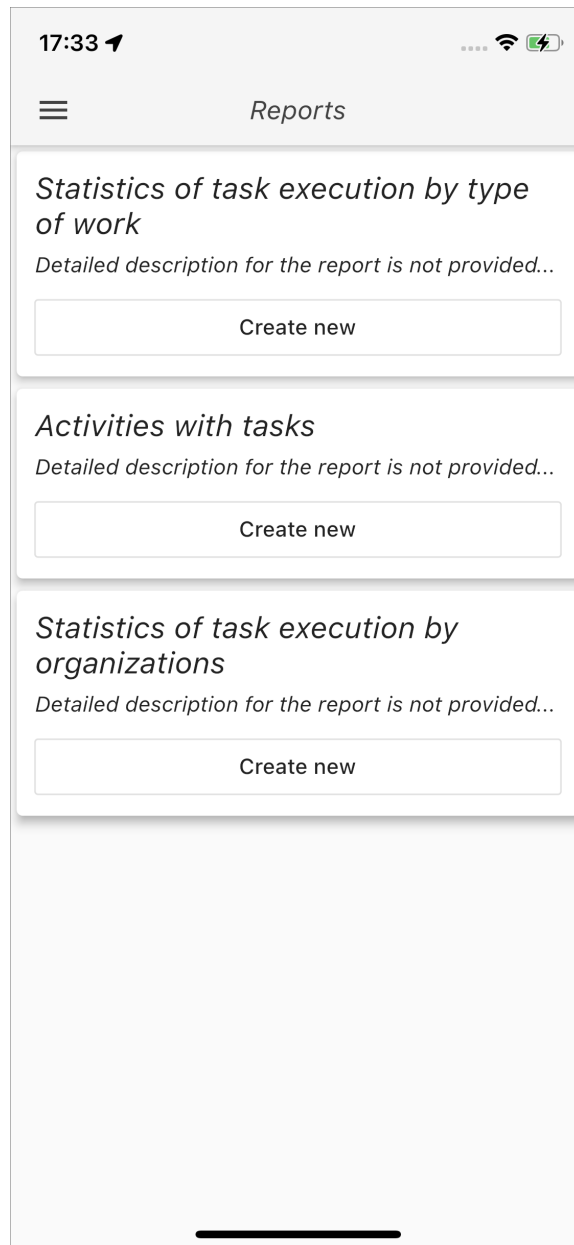 17:33
Reports
Statistics of task execution by type
of work
Detailed description for the report is not provided...
Create new
Activities with tasks
Detailed description for the report is not provided...
Create new
Statistics of task execution by
organizations
Detailed description for the report is not provided...
Create new